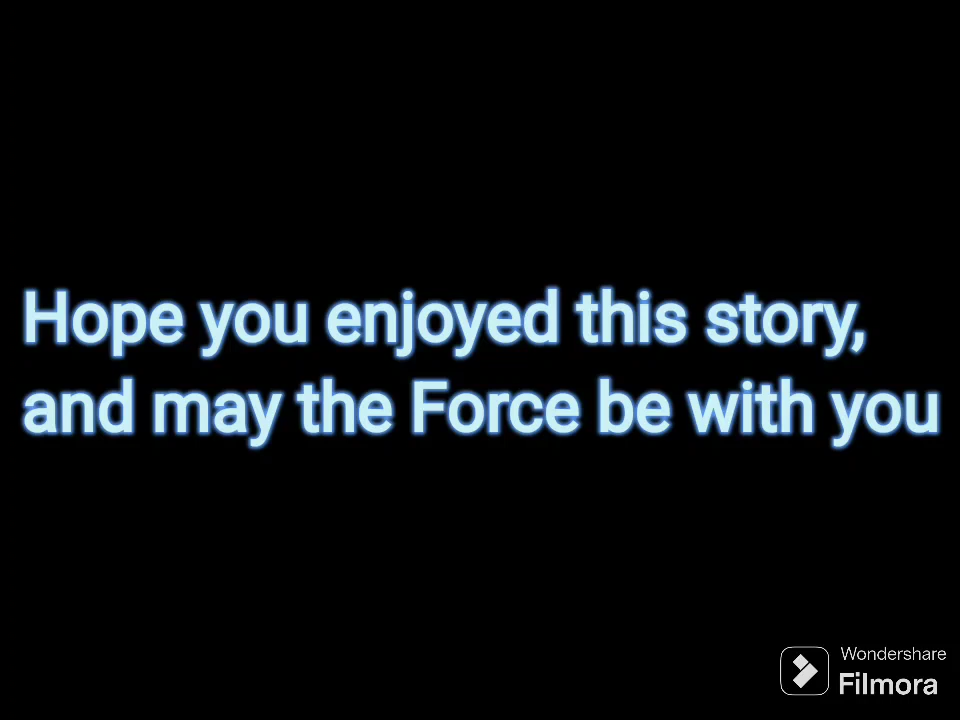 Hope you enjoyed this story,
and may the Force be with you
Wondershare
Filmora